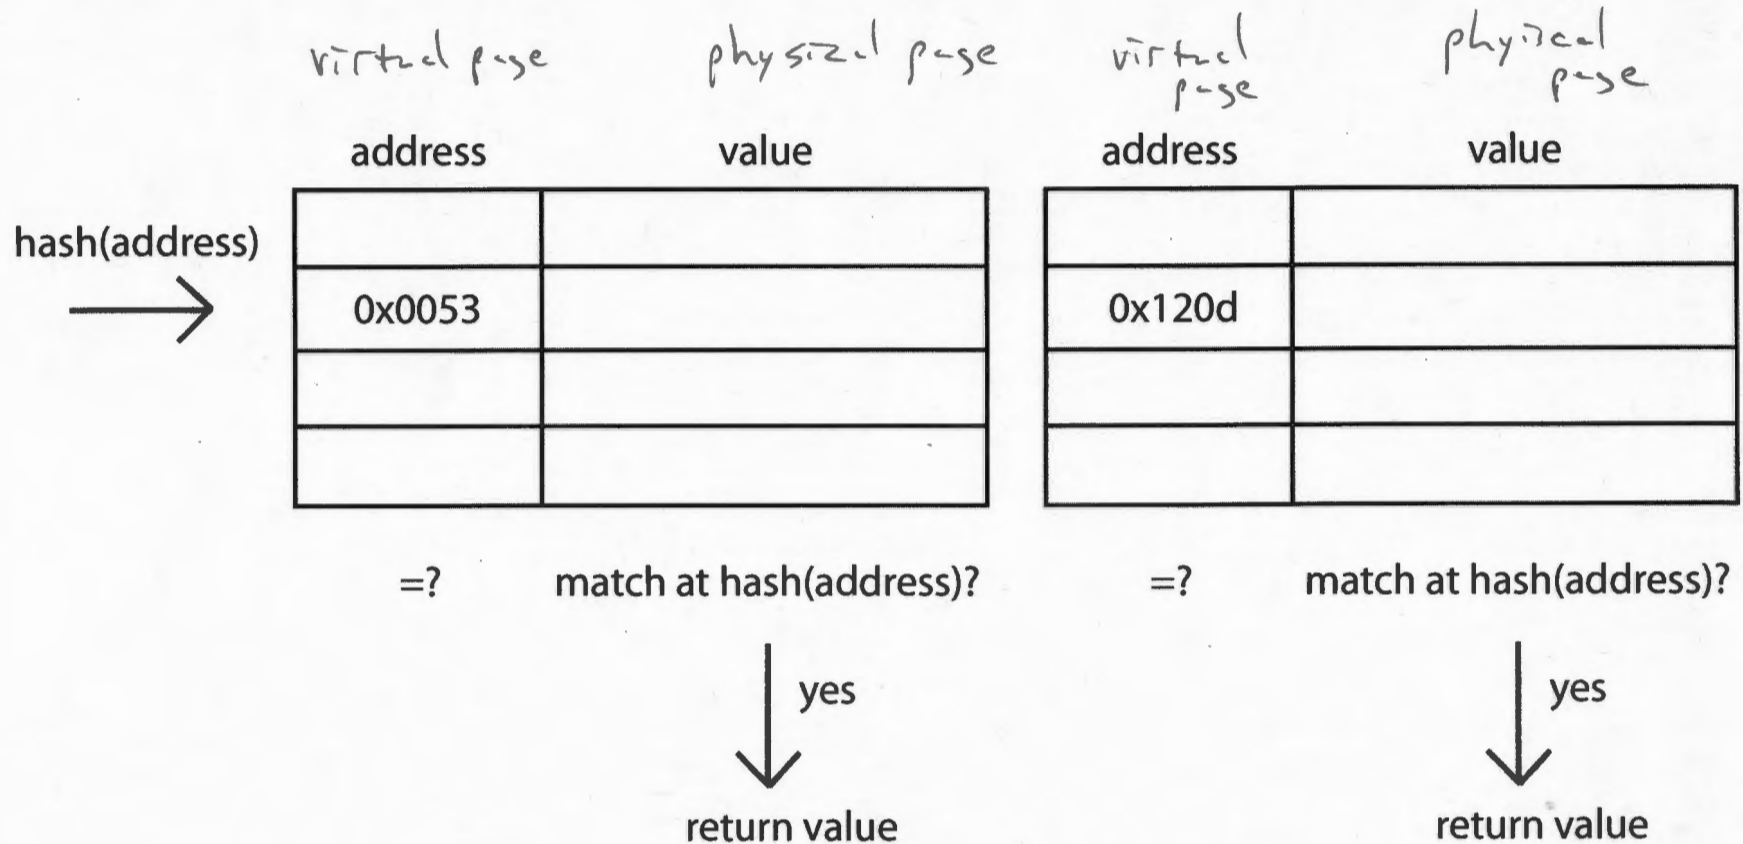 virtual page physical page virtual page physical page
address value address value
hash(address)
0x0053 0x120d
=? match at hash(address)? =? match at hash(address)?
yes yes
return value return value